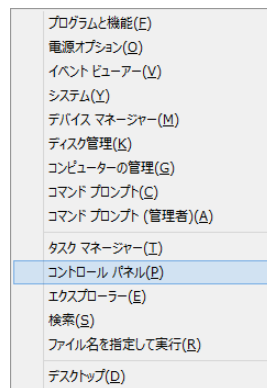 プログラムと機能(F)
電源オプション(O)
イベント ビューアー(V)
システム(Y)
デバイス マネージャー(M)
ディスク管理(K)
コンピューターの管理(G)
コマンド プロンプト(C)
コマンド プロンプト (管理者)(A)
タスク マネージャー(T)
コントロール パネル(P)
エクスプローラー(E)
検索(S)
ファイル名を指定して実行(R)
デスクトップ(D)